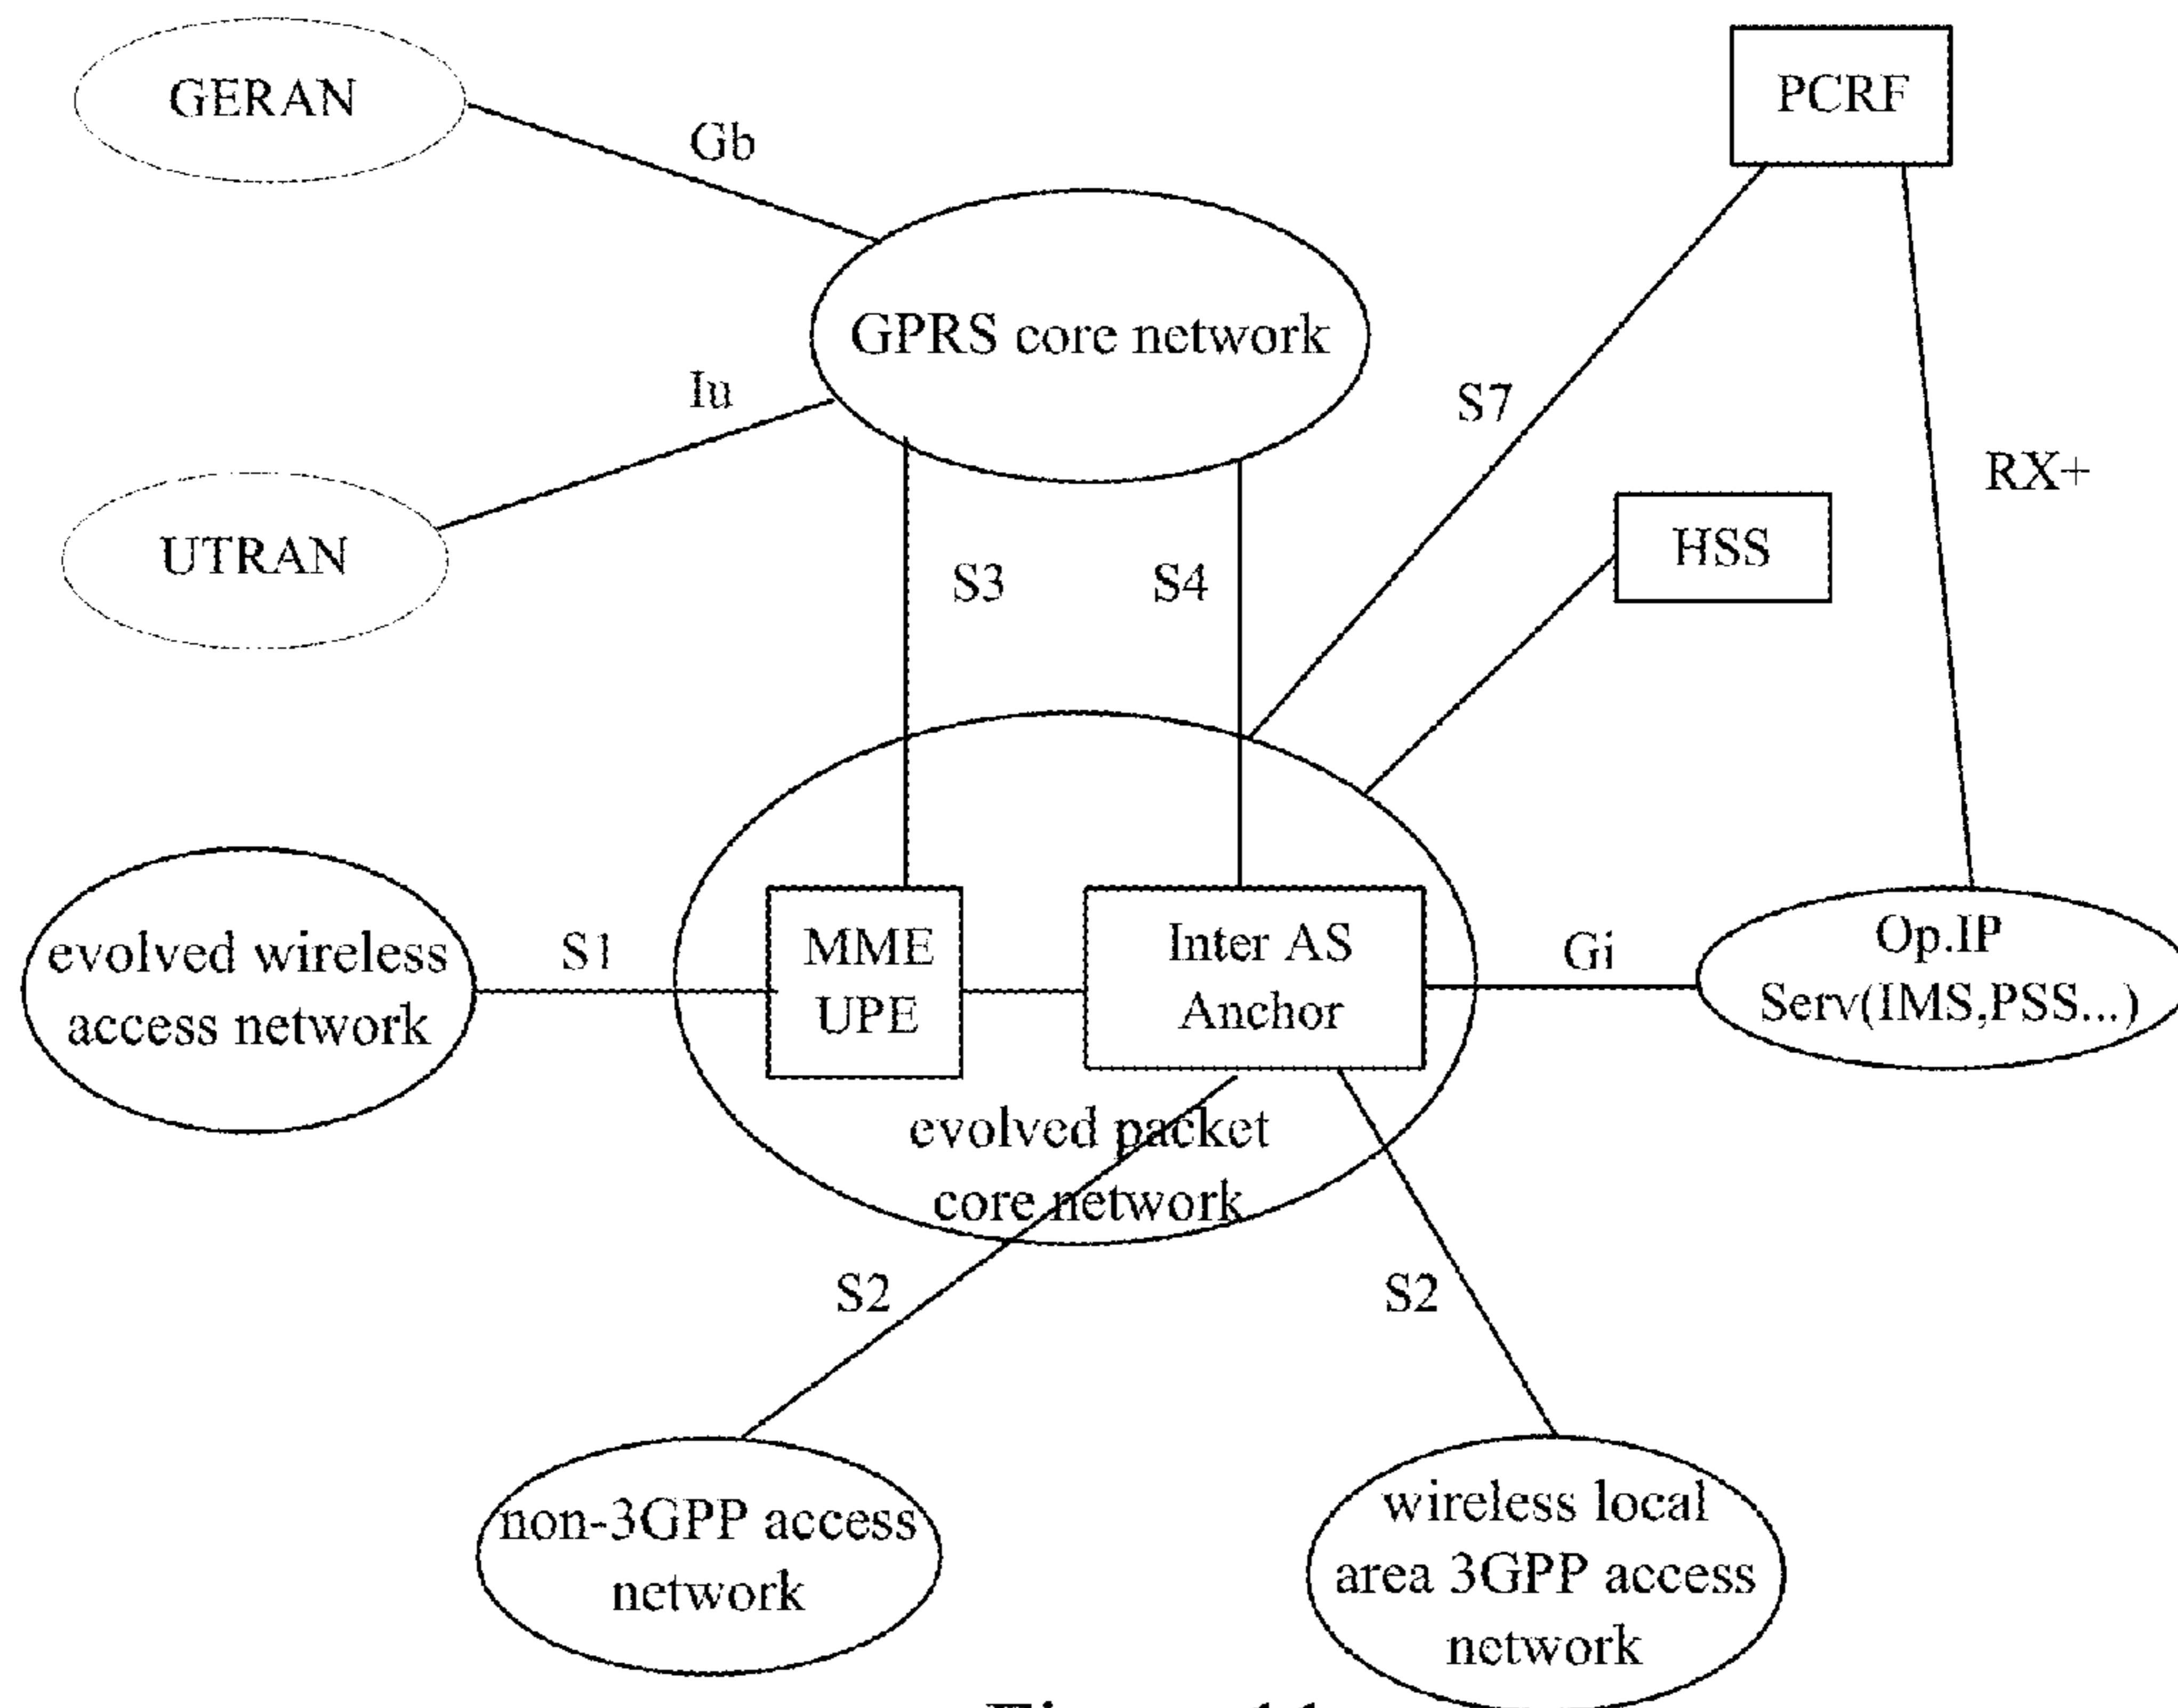 GERAN
Gb
PCRF
GPRS core network
Iu
S7
RX+
UTRAN
S3
S4
HSS
evolved wireless
access network
S1
MME
UPE
Inter AS
Anchor
Gi
Op.IP
Serv(IMS,PSS...)
evolved packet
core network
S2
S2
non-3GPP access
network
wireless local
area 3GPP access
network